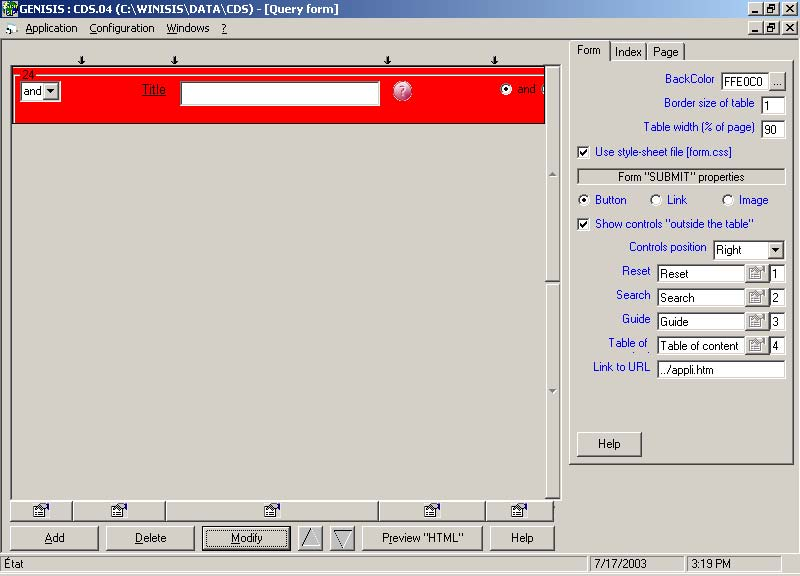 GENISIS : CDS.04 (C:\WINISIS\DATA\CDS) - [Query form]
Application Configuration Windows ?
24
and Title ? and
Form Index Page
BackColor FFE0C0 ...
Border size of table 1
Table width (% of page) 90
Use style-sheet file [form.css]
Form "SUBMIT" properties
Button Link Image
Show controls "outside the table"
Controls position Right
Reset Reset 1
Search Search 2
Guide Guide 3
Table of Table of content 4
Link to URL ../appli.htm
Help
Add Delete Modify Preview "HTML" Help
État 7/17/2003 3:19 PM